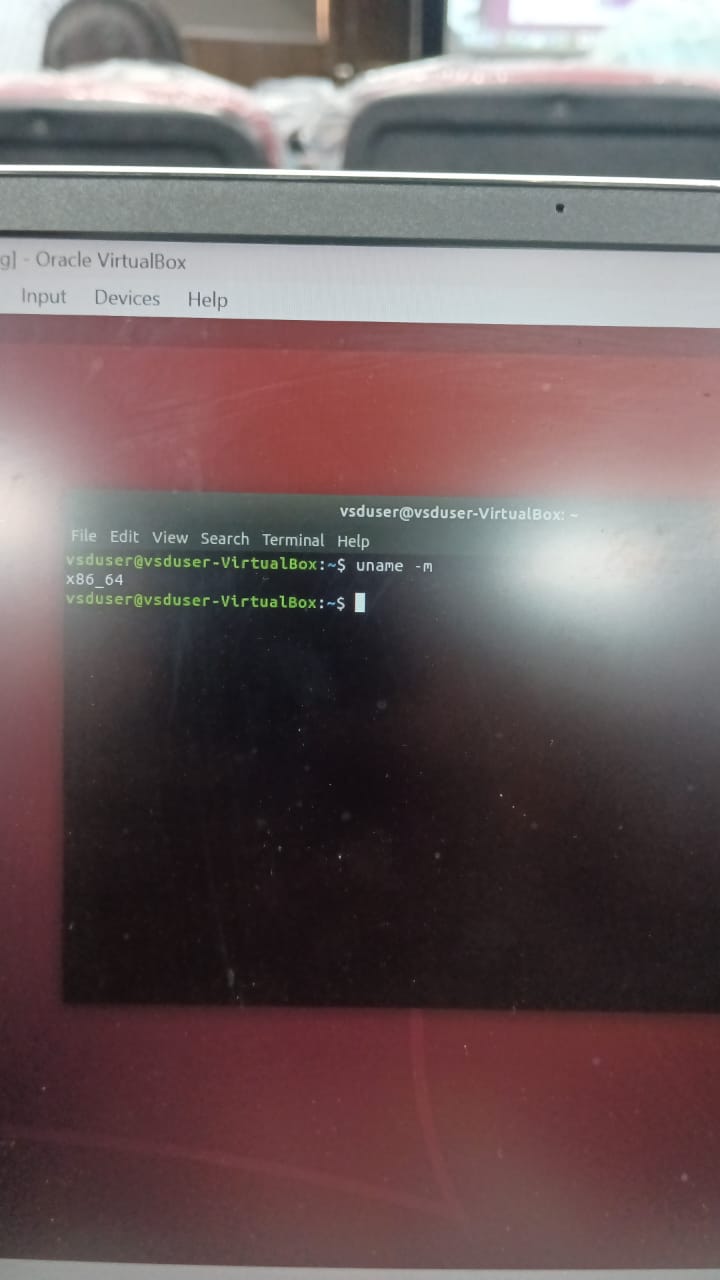 g] - Oracle VirtualBox
Input Devices Help
vsduser@vsduser-VirtualBox: ~
File Edit View Search Terminal Help
vsduser@vsduser-VirtualBox:~$ uname -m
x86_64
vsduser@vsduser-VirtualBox:~$